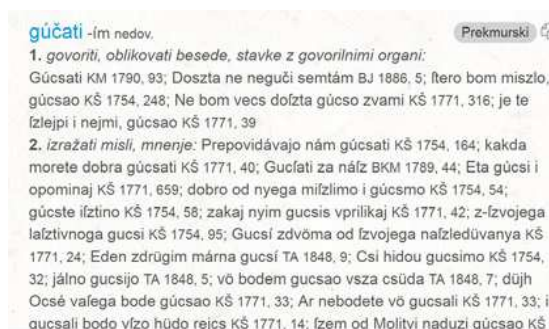 gúčati -ím nedov.
Prekmurski
1. govoriti, oblikovati besede, stavke z govorilnimi organi:
Gúcsati KM 1790, 93; Doszta ne neguči semtám BJ 1886, 5; ſtero bom miszlo,
gúcsao KŠ 1754, 248; Ne bom vecs doſzta gúcso zvami KŠ 1771, 316; je te
ſzlejpi i nejmi, gúcsao KŠ 1771, 39
2. izražati misli, mnenje: Prepovidávajo nám gúcsati KŠ 1754, 164; kakda
morete dobra gúcsati KŠ 1771, 40; Gucſati za náſz BKM 1789, 44; Eta gúcsi i
opominaj KŠ 1771, 659; dobro od nyega miſzlimo i gúcsmo KŠ 1754, 54;
gúcste iſztino KŠ 1754, 58; zakaj nyim gucsis vprilikaj KŠ 1771, 42; z-ſzvojega
laſztivnoga gucsi KŠ 1754, 95; Gucsí zdvöma od ſzvojega naſzledüvanya KŠ
1771, 24; Eden zdrügim márna gucsí TA 1848, 9; Csi hidou gucsimo KŠ 1754,
32; jálno gucsijo TA 1848, 5; vö bodem gucsao vsza csüda TA 1848, 7; düjh
Ocsé vaſega bode gúcsao KŠ 1771, 33; Ar nebodete vö gucsali KŠ 1771, 33; i
gucsali bodo vſzo hüdo rejcs KŠ 1771, 14; ſzem od Molitvi naduzi gúcsao KŠ